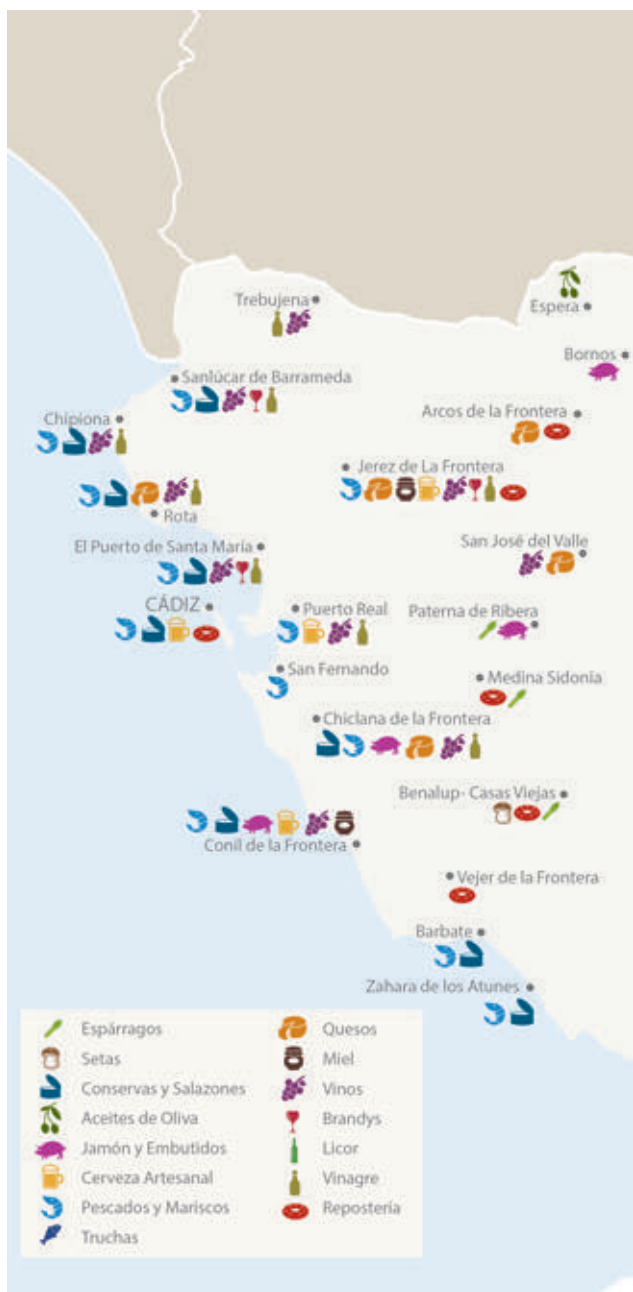 Trebujena
Espera
Bornos
Sanlúcar de Barrameda
Arcos de la Frontera
Chipiona
Jerez de La Frontera
Rota
El Puerto de Santa María
San José del Valle
CÁDIZ
Puerto Real
Paterna de Ribera
San Fernando
Medina Sidonia
Chiclana de la Frontera
Benalup- Casas Viejas
Conil de la Frontera
Vejer de la Frontera
Barbate
Zahara de los Atunes
Espárragos
Setas
Conservas y Salazones
Aceites de Oliva
Jamón y Embutidos
Cerveza Artesanal
Pescados y Mariscos
Truchas
Quesos
Miel
Vinos
Brandys
Licor
Vinagre
Repostería